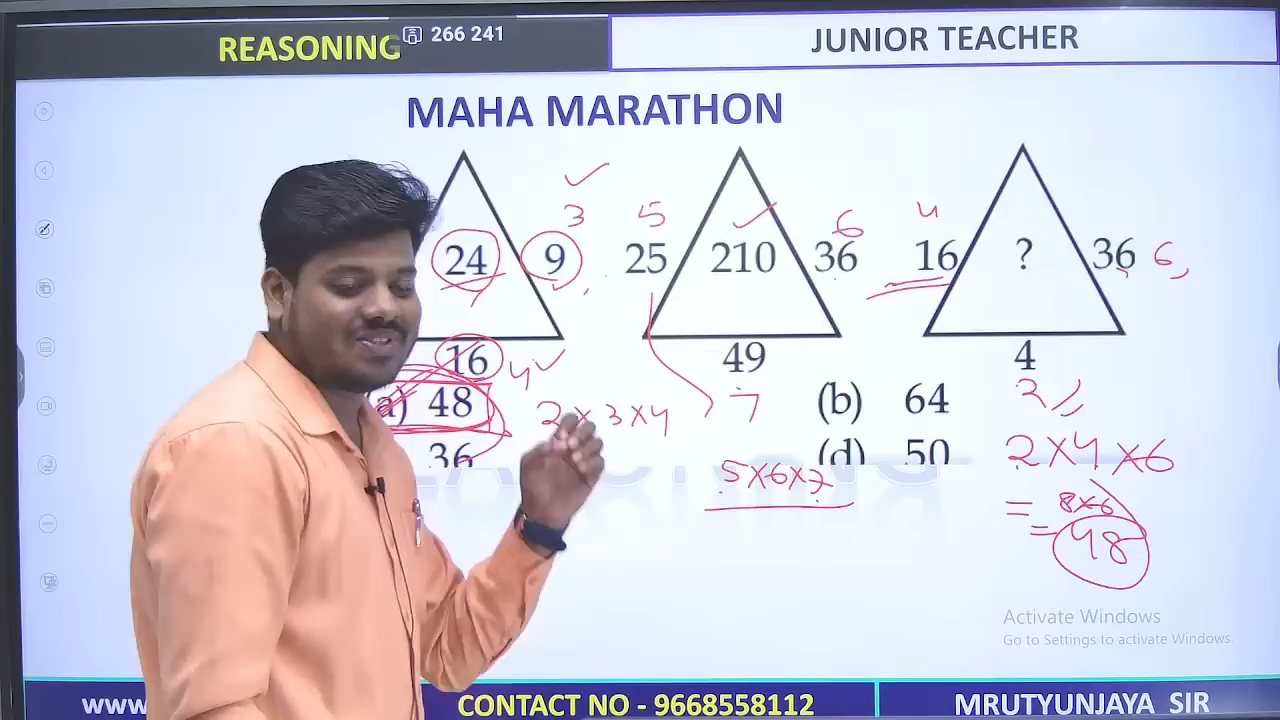 REASONING
266 241
JUNIOR TEACHER
MAHA MARATHON
3
5
6
4
24
9
25
210
36
16
?
36 6,
16
4
49
4
a) 48
2×3×4
7
(b) 64
2
36
(d) 50
2×4×6
5×6×7
= 8×6
= 48
Activate Windows
Go to Settings to activate Windows.
www
CONTACT NO - 9668558112
MRUTYUNJAYA SIR